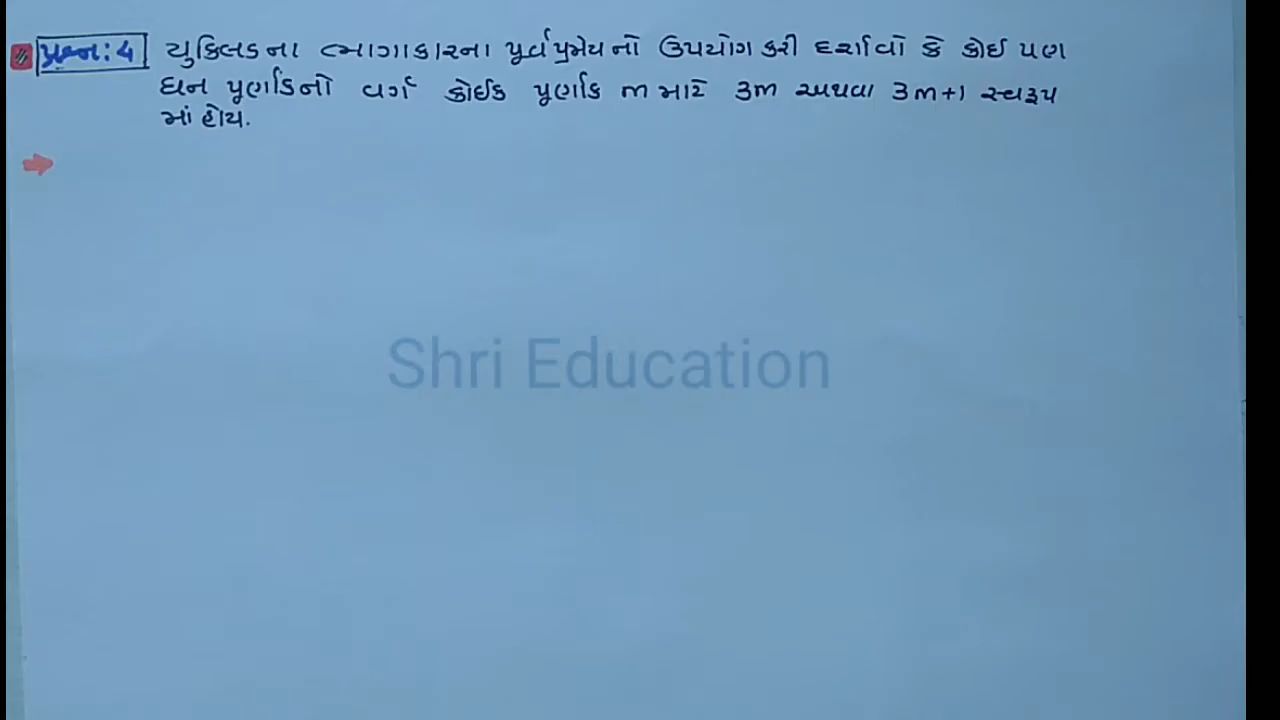 પ્રશ્ન: 4 યુક્લિડના ભાગાકારના પૂર્વપ્રમેયનો ઉપયોગ કરી દર્શાવો કે કોઈ પણ
ધન પૂર્ણાંકનો વર્ગ કોઈક પૂર્ણાંક m માટે 3m અથવા 3m+1 સ્વરૂપ
માં હોય.
Shri Education